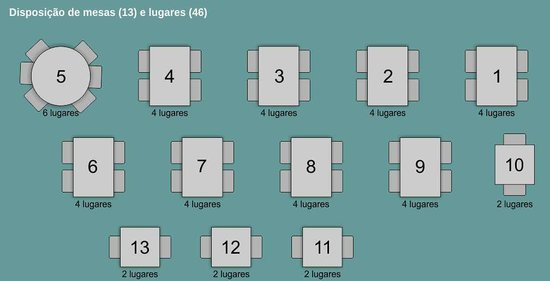 Disposição de mesas (13) e lugares (46)
5
6 lugares
4
4 lugares
3
4 lugares
2
4 lugares
1
4 lugares
6
4 lugares
7
4 lugares
8
4 lugares
9
4 lugares
10
2 lugares
13
2 lugares
12
2 lugares
11
2 lugares